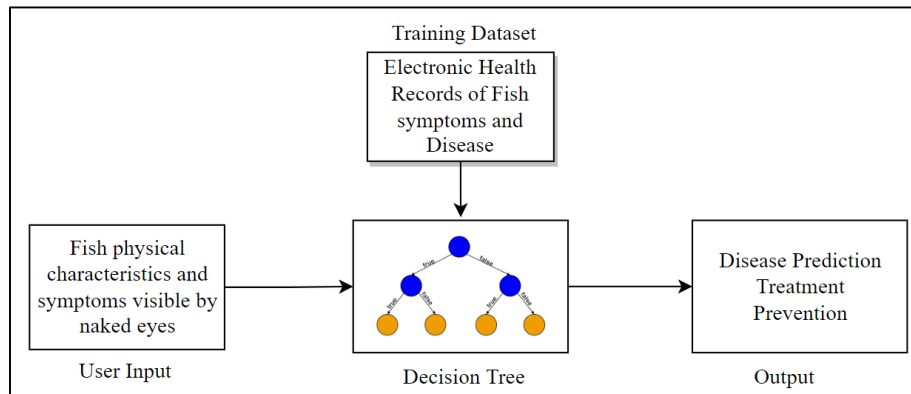 Training Dataset
Electronic Health
Records of Fish
symptoms and
Disease
Fish physical
characteristics and
symptoms visible by
naked eyes
User Input
true
false
true
false
true
false
Decision Tree
Disease Prediction
Treatment
Prevention
Output